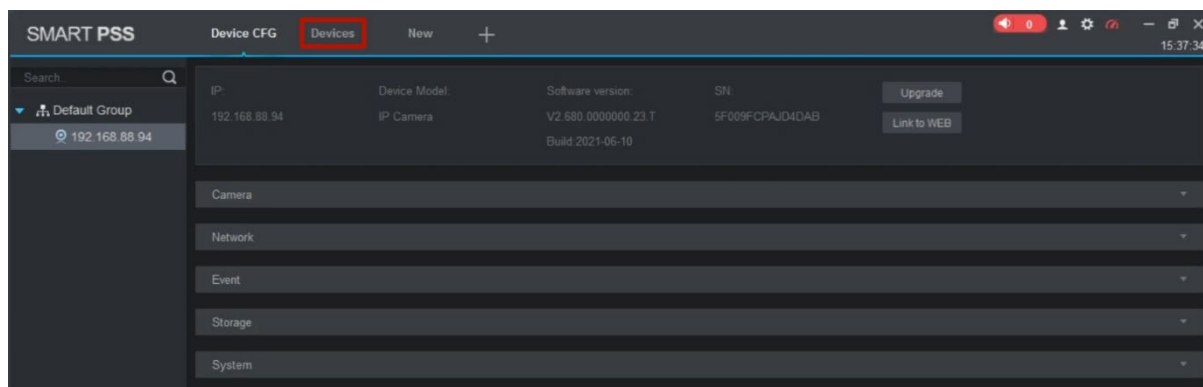 SMART PSS
Device CFG
Devices
New
0
15:37:34
Search...
Default Group
192.168.88.94
IP:
Device Model:
Software version:
SN:
Upgrade
192.168.88.94
IP Camera
V2.680.0000000.23.T
5F009FCPAJD4DAB
Link to WEB
Build:2021-06-10
Camera
Network
Event
Storage
System